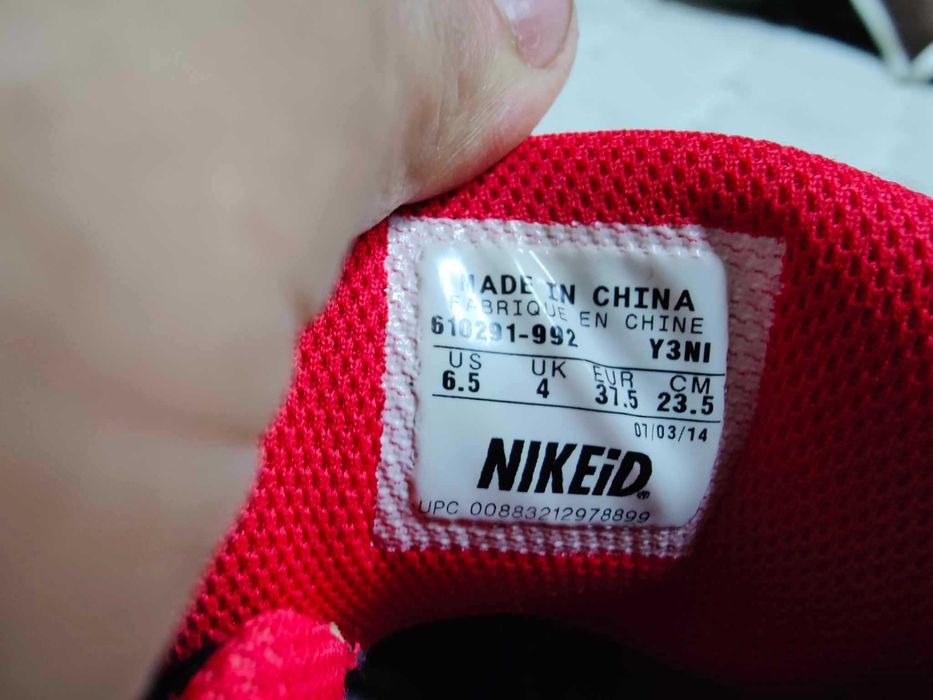 MADE IN CHINA
FABRIQUE EN CHINE
610291-992 Y3NI
US UK EUR CM
6.5 4 37.5 23.5
07/03/14
NIKEiD
UPC 00883212978899